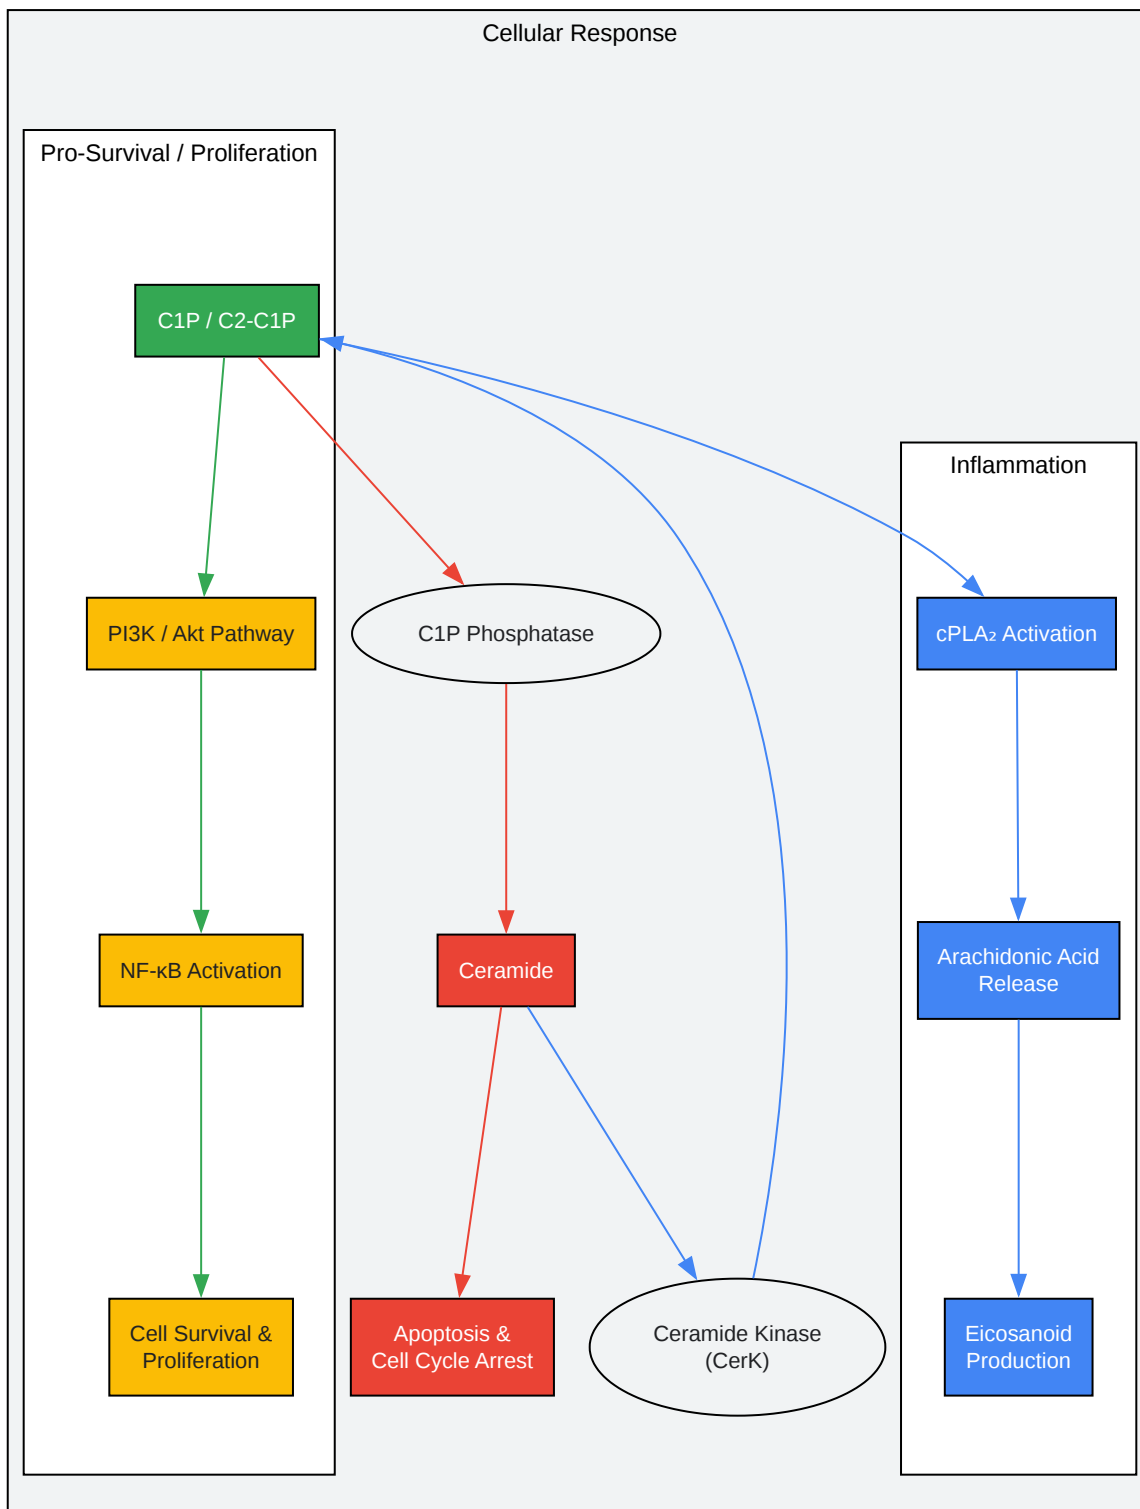 Cellular Response
Pro-Survival / Proliferation
C1P / C2-C1P
Inflammation
PI3K / Akt Pathway
C1P Phosphatase
cPLA₂ Activation
NF-κB Activation
Ceramide
Arachidonic Acid
Release
Cell Survival &
Proliferation
Apoptosis &
Cell Cycle Arrest
Ceramide Kinase
(CerK)
Eicosanoid
Production